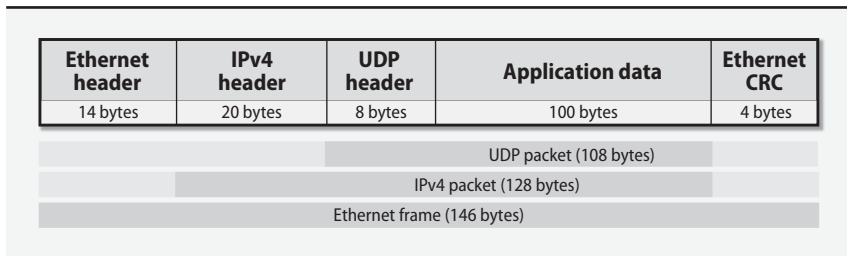 Ethernet header
IPv4 header
UDP header
Application data
Ethernet CRC
14 bytes
20 bytes
8 bytes
100 bytes
4 bytes
UDP packet (108 bytes)
IPv4 packet (128 bytes)
Ethernet frame (146 bytes)